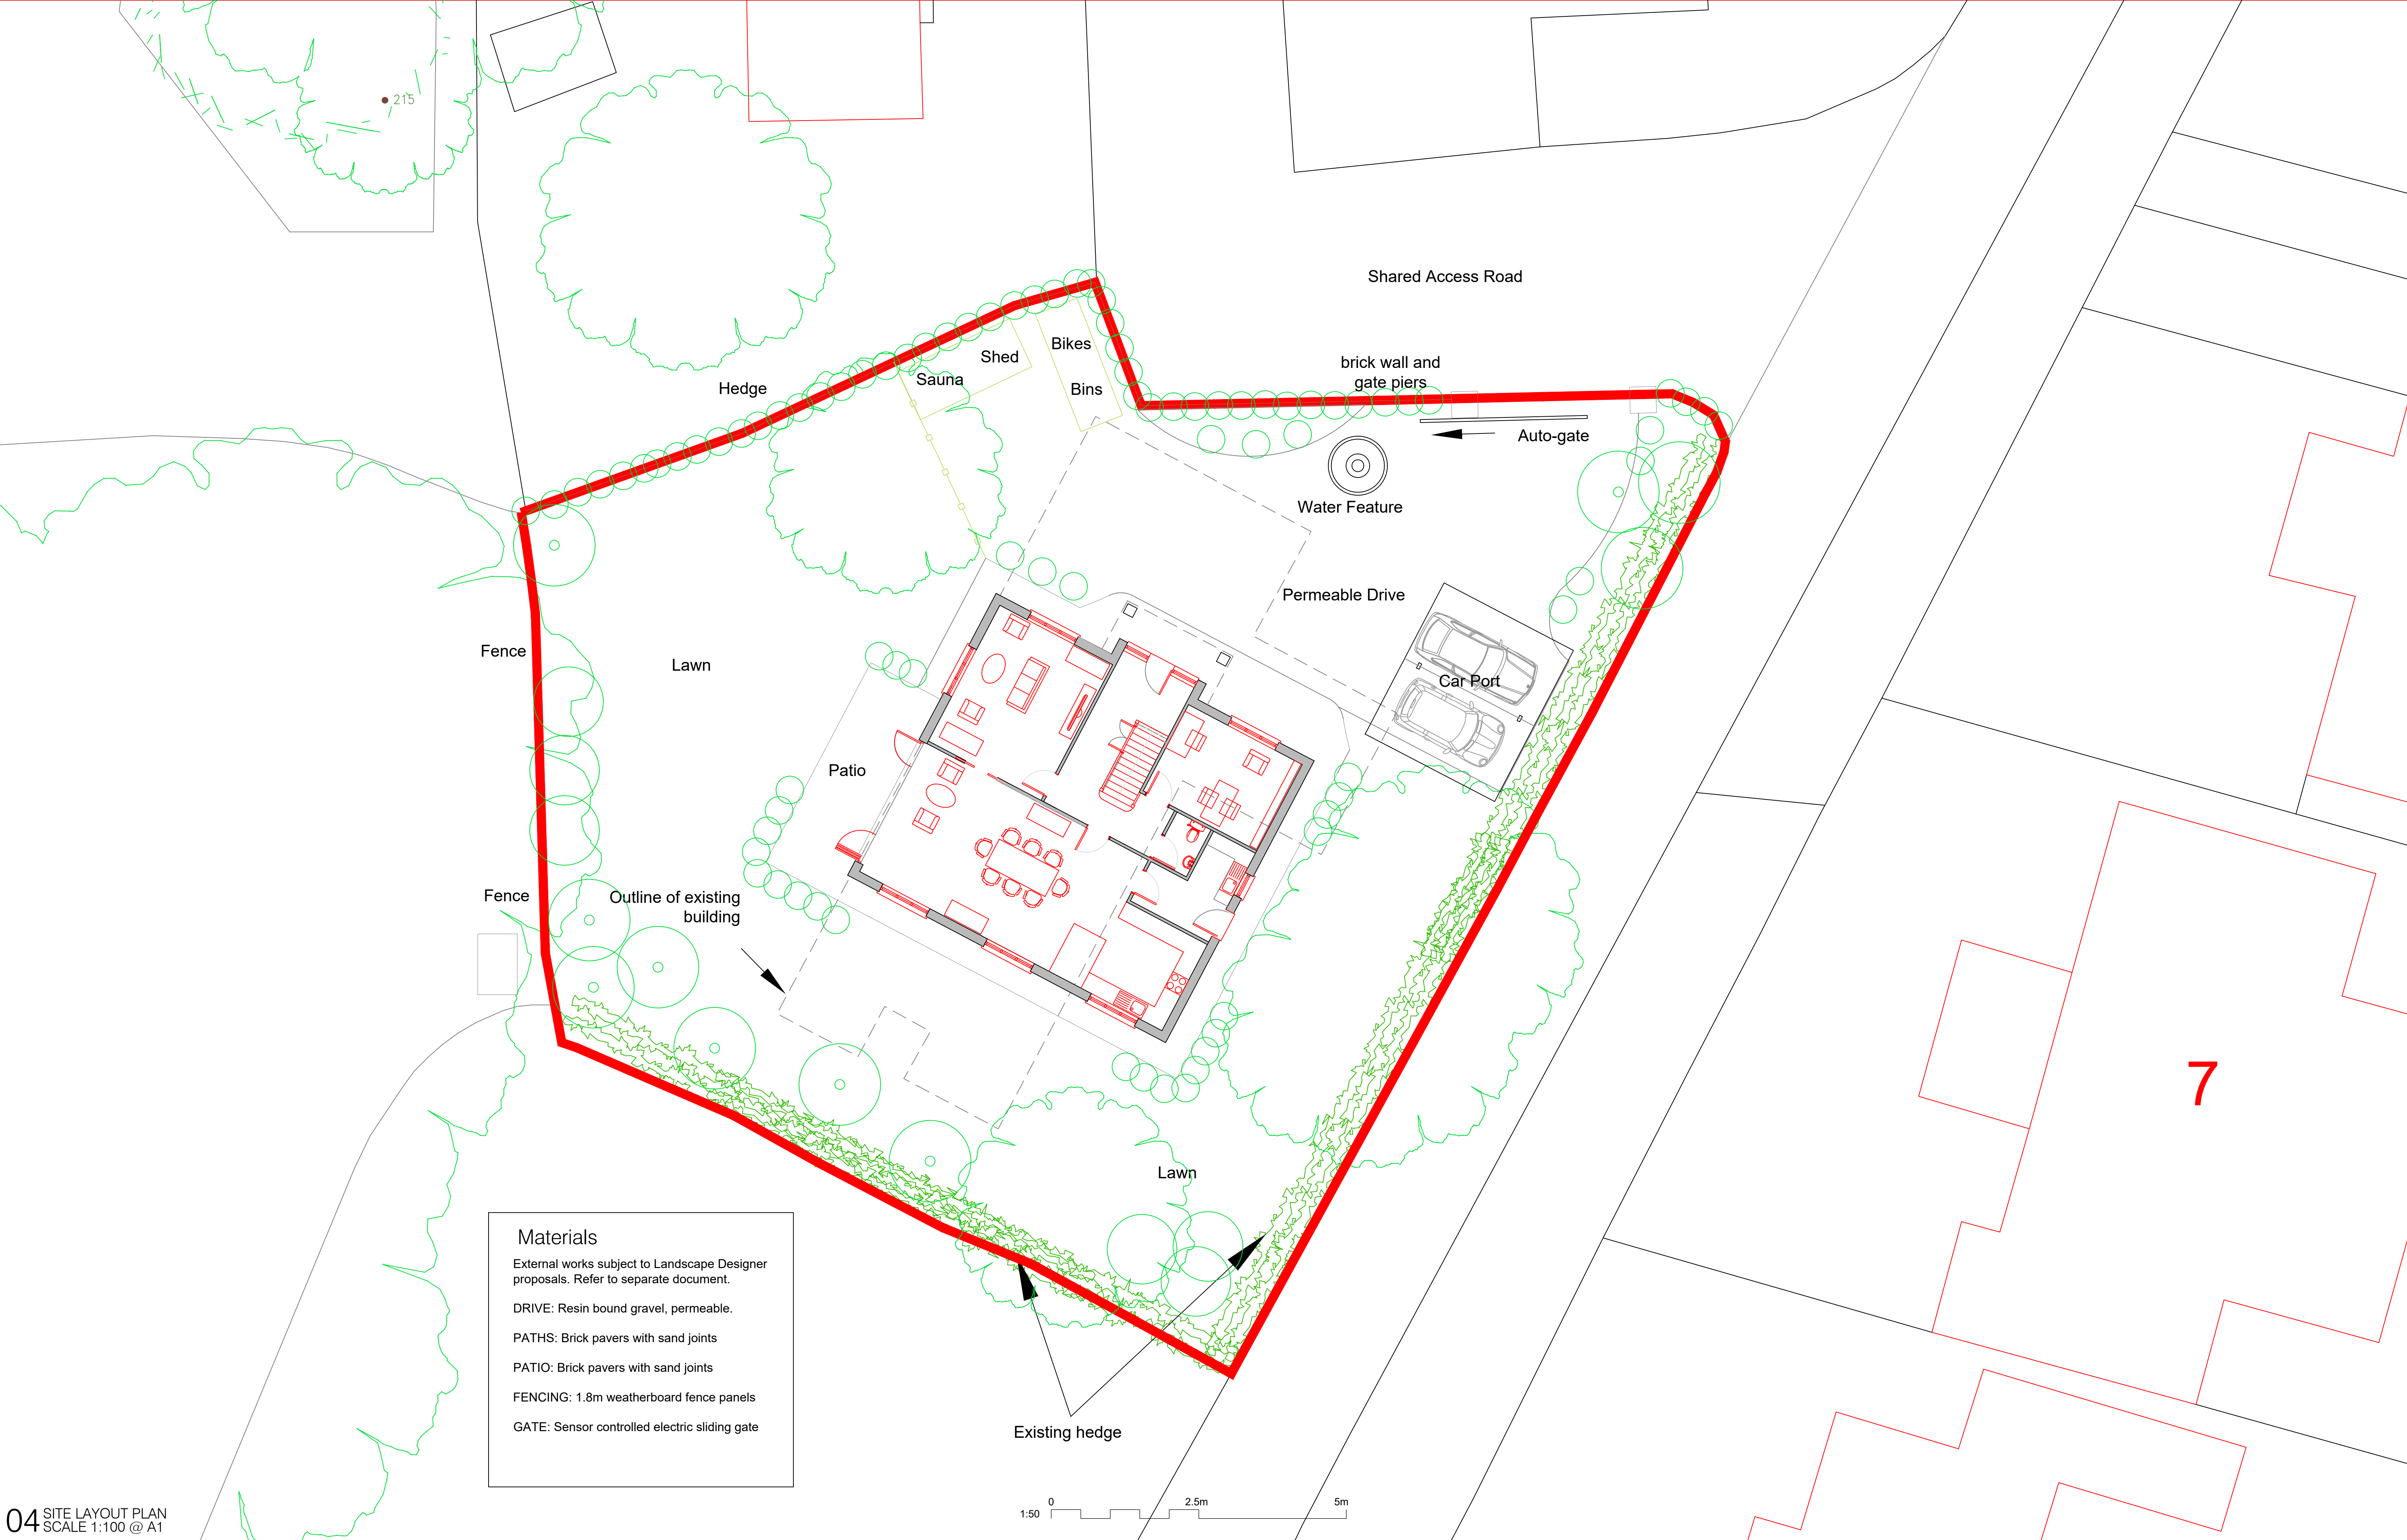 215
Shared Access Road
brick wall and
gate piers
Bikes
Shed
Sauna
Hedge
Bins
Auto-gate
Water Feature
Permeable Drive
Fence
Lawn
Car Port
Patio
Fence
Outline of existing
building
7
Lawn
Materials
External works subject to Landscape Designer
proposals. Refer to separate document.
DRIVE: Resin bound gravel, permeable.
PATHS: Brick pavers with sand joints
PATIO: Brick pavers with sand joints
FENCING: 1.8m weatherboard fence panels
GATE: Sensor controlled electric sliding gate
Existing hedge
0 2.5m 5m
1:50
04 SITE LAYOUT PLAN
SCALE 1:100 @ A1